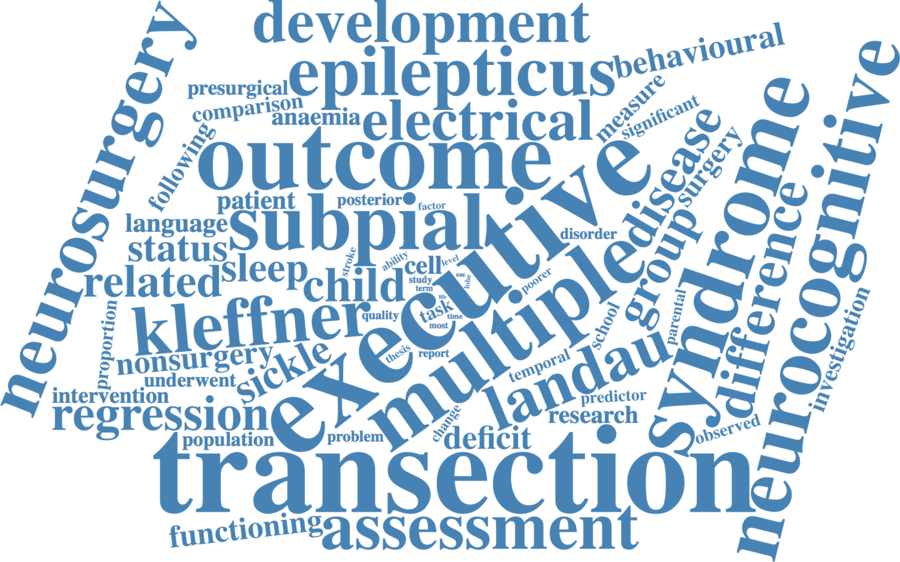 development
neurosurgery
behavioural
epilepticus
presurgical
comparison
anaemia
electrical
measure
significant
following
outcome
neurocognitive
syndrome
disease
surgery
executive
patient
posterior
factor
language
subpial
disorder
status
sleep
stroke
ability
level
cell
related
child
study
term
ese
lobe
poorer
group
difference
multiple
kleffner
life
task
time
most
quality
proportion
school
parental
investigation
nonsurgery
sickle
thesis
report
temporal
landau
underwent
intervention
regression
predictor
research
change
observed
population
problem
deficit
transection
functioning
assessment